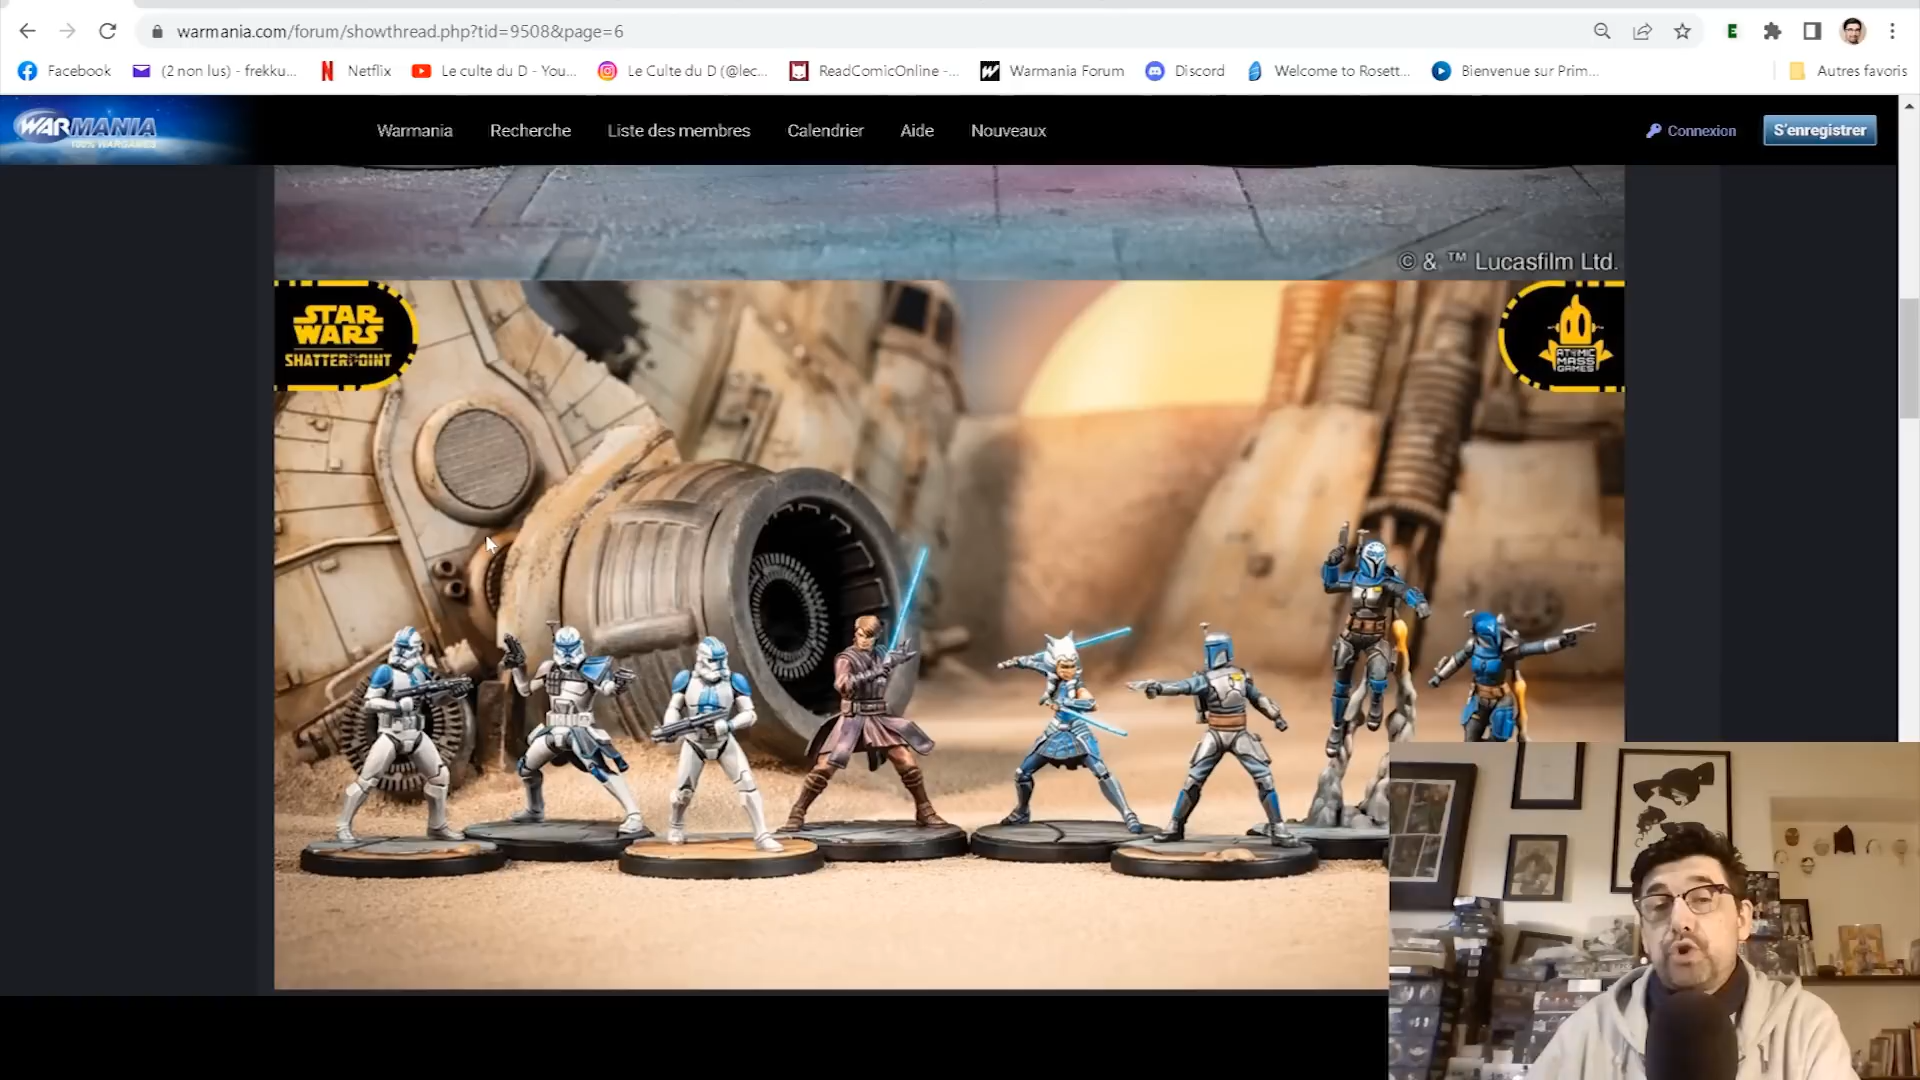 warmania.com/forum/showthread.php?tid=9508&page=6
E
Facebook
(2 non lus) - frekku...
Netflix
Le culte du D - You...
Le Culte du D (@lec...
ReadComicOnline -...
Warmania Forum
Discord
Welcome to Rosett...
Bienvenue sur Prim...
Autres favoris
WARMANIA
100% WARGAMES
Warmania
Recherche
Liste des membres
Calendrier
Aide
Nouveaux
Connexion
S'enregistrer
© & ™ Lucasfilm Ltd.
STAR
WARS
SHATTERPOINT
ATOMIC
MASS
GAMES